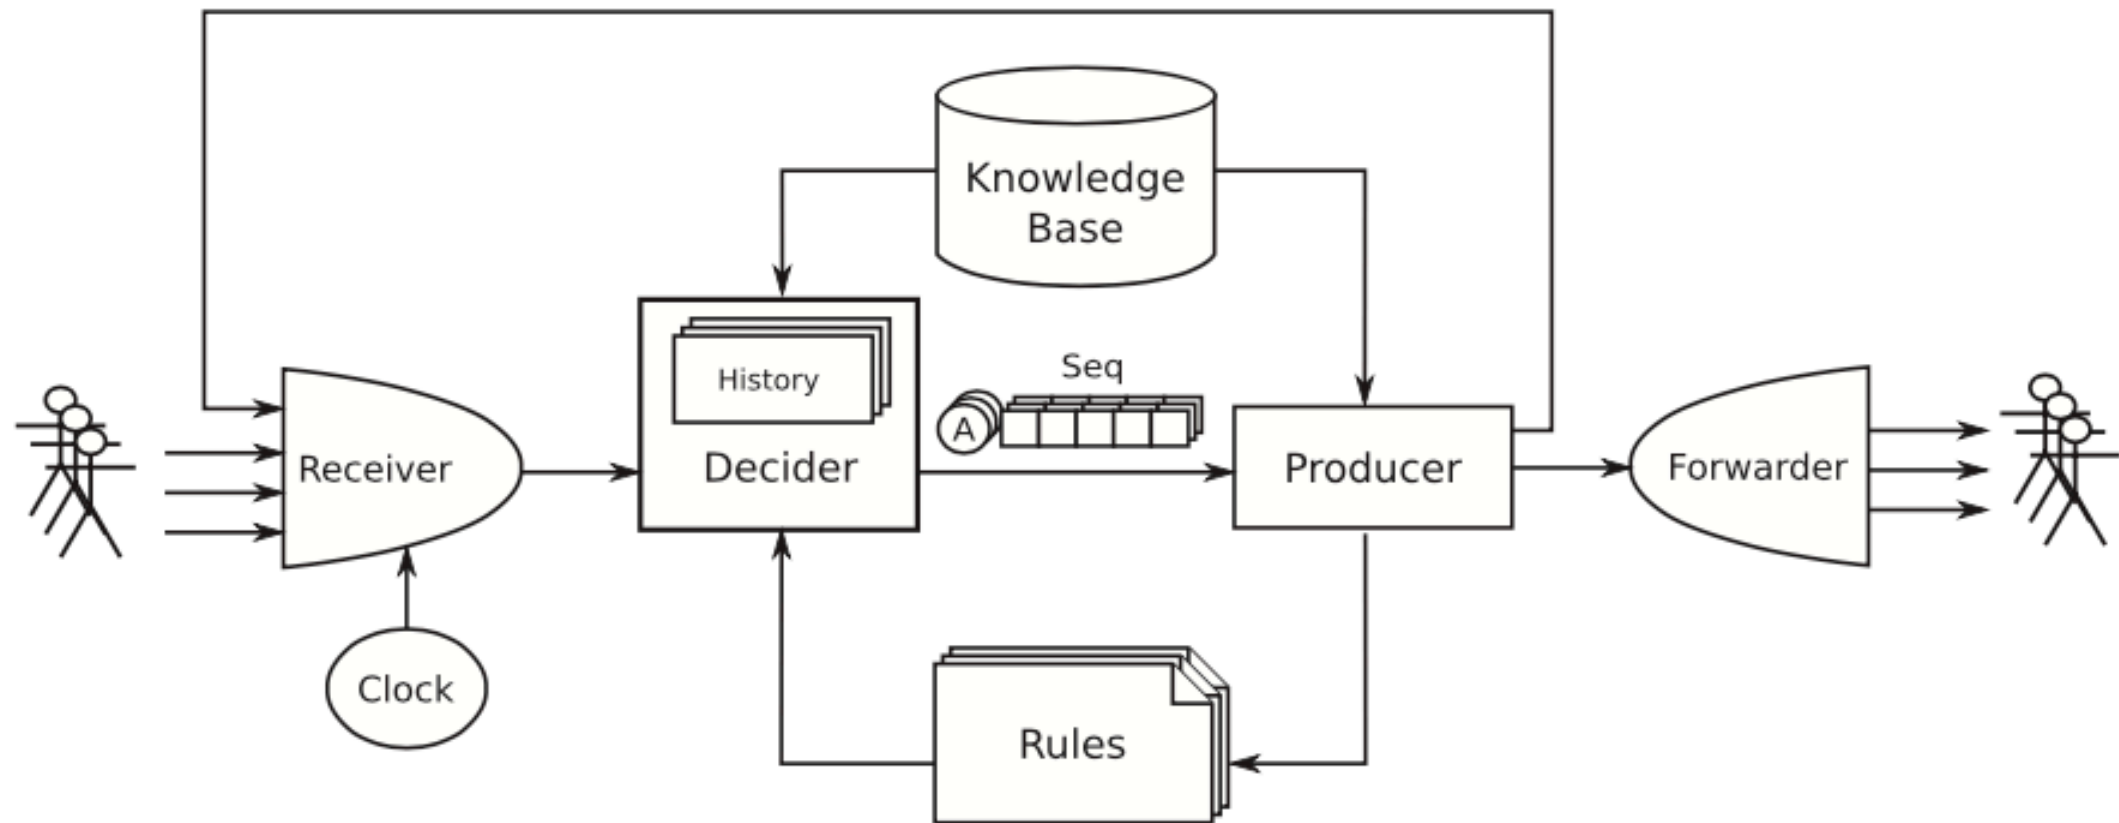 Knowledge
Base
History
Seq
A
Receiver
Decider
Producer
Forwarder
Clock
Rules